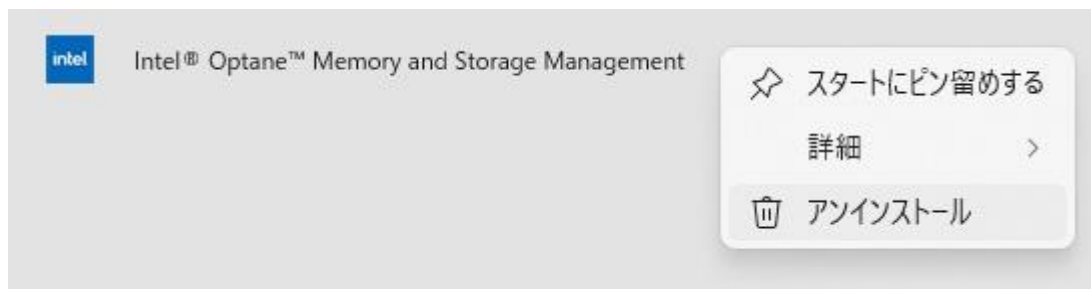 intel
Intel® Optane™ Memory and Storage Management
スタートにピン留めする
詳細
アンインストール